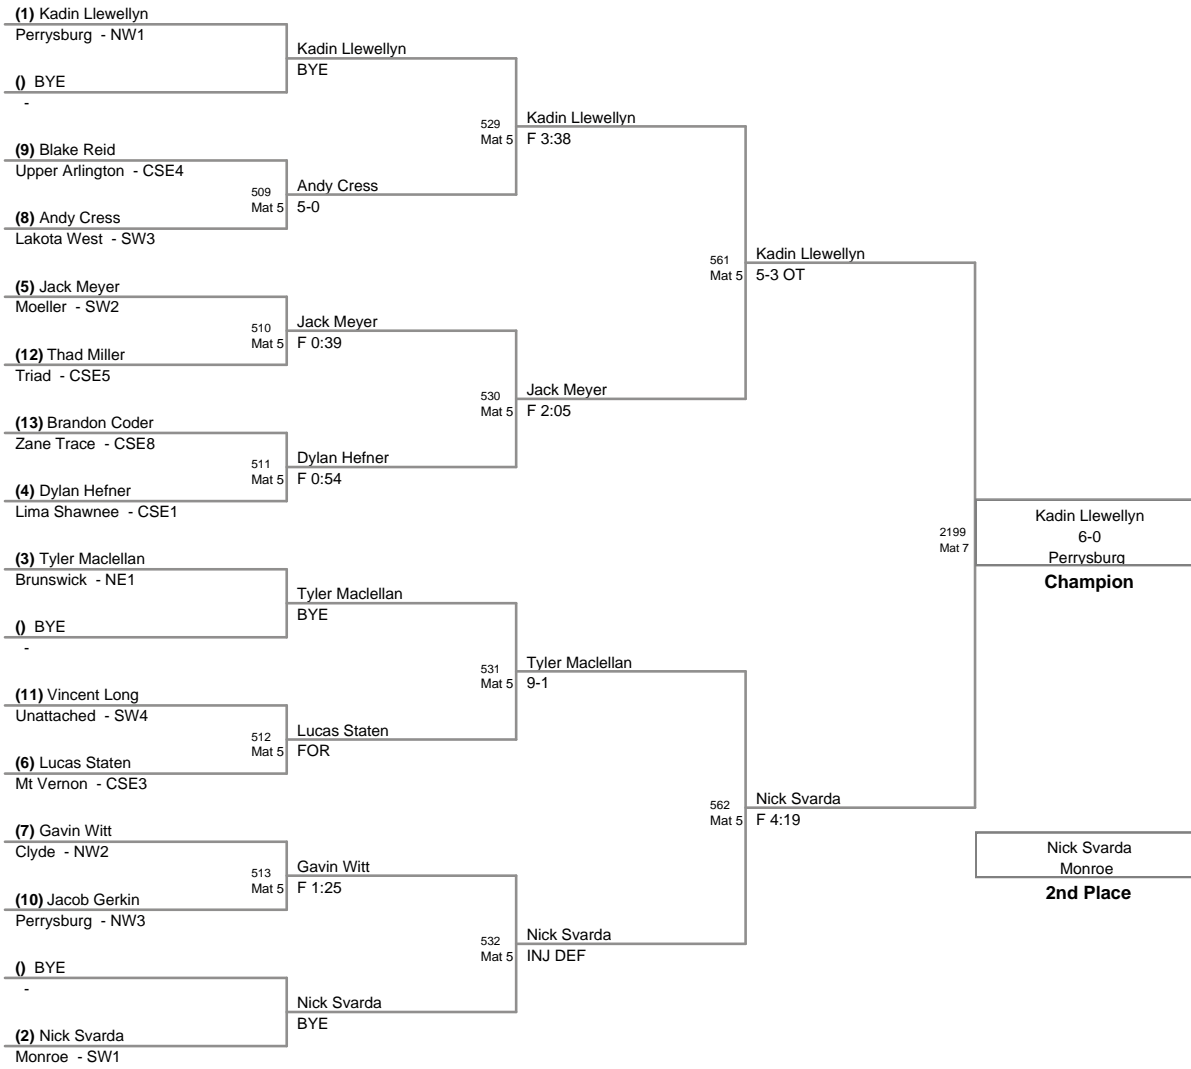 (1) Kadin Llewellyn
Perrysburg - NW1
() BYE
-
(9) Blake Reid
Upper Arlington - CSE4
(8) Andy Cress
Lakota West - SW3
(5) Jack Meyer
Moeller - SW2
(12) Thad Miller
Triad - CSE5
(13) Brandon Coder
Zane Trace - CSE8
(4) Dylan Hefner
Lima Shawnee - CSE1
(3) Tyler Maclellan
Brunswick - NE1
() BYE
-
(11) Vincent Long
Unattached - SW4
(6) Lucas Staten
Mt Vernon - CSE3
(7) Gavin Witt
Clyde - NW2
(10) Jacob Gerkin
Perrysburg - NW3
() BYE
-
(2) Nick Svarda
Monroe - SW1
Kadin Llewellyn
BYE
509
Mat 5
Andy Cress
5-0
510
Mat 5
Jack Meyer
F 0:39
511
Mat 5
Dylan Hefner
F 0:54
Tyler Maclellan
BYE
512
Mat 5
Lucas Staten
FOR
513
Mat 5
Gavin Witt
F 1:25
Nick Svarda
BYE
529
Mat 5
Kadin Llewellyn
F 3:38
530
Mat 5
Jack Meyer
F 2:05
531
Mat 5
Tyler Maclellan
9-1
532
Mat 5
Nick Svarda
INJ DEF
561
Mat 5
Kadin Llewellyn
5-3 OT
562
Mat 5
Nick Svarda
F 4:19
2199
Mat 7
Kadin Llewellyn
6-0
Perrysburg
Champion
Nick Svarda
Monroe
2nd Place